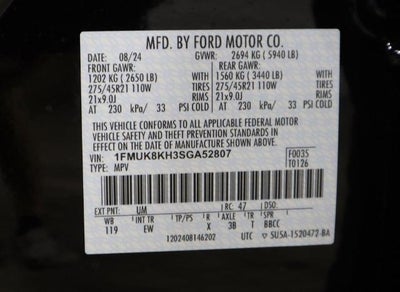 MFD. BY FORD MOTOR CO.
DATE: 08/24 GVWR: 2694 KG ( 5940 LB)
FRONT GAWR: REAR GAWR:
1202 KG ( 2650 LB) WITH 1560 KG ( 3440 LB) WITH
275/45R21 110W TIRES 275/45R21 110W TIRES
21x9.0J RIMS 21x9.0J RIMS
AT 230 kPa/ 33 PSI COLD AT 230 kPa/ 33 PSI COLD
THIS VEHICLE CONFORMS TO ALL APPLICABLE FEDERAL MOTOR
VEHICLE SAFETY AND THEFT PREVENTION STANDARDS IN EFFECT ON
THE DATE OF MANUFACTURE SHOWN ABOVE.
VIN: 1FMUK8KH3SGA52807 F0035
TYPE: MPV T0126
EXT PNT: UM RC: 47 DSO:
WB INT TR TP/PS R AXLE TR SPR
119 EW X 3B T BBCC
1202408146202 UTC SU5A-1520472-BA